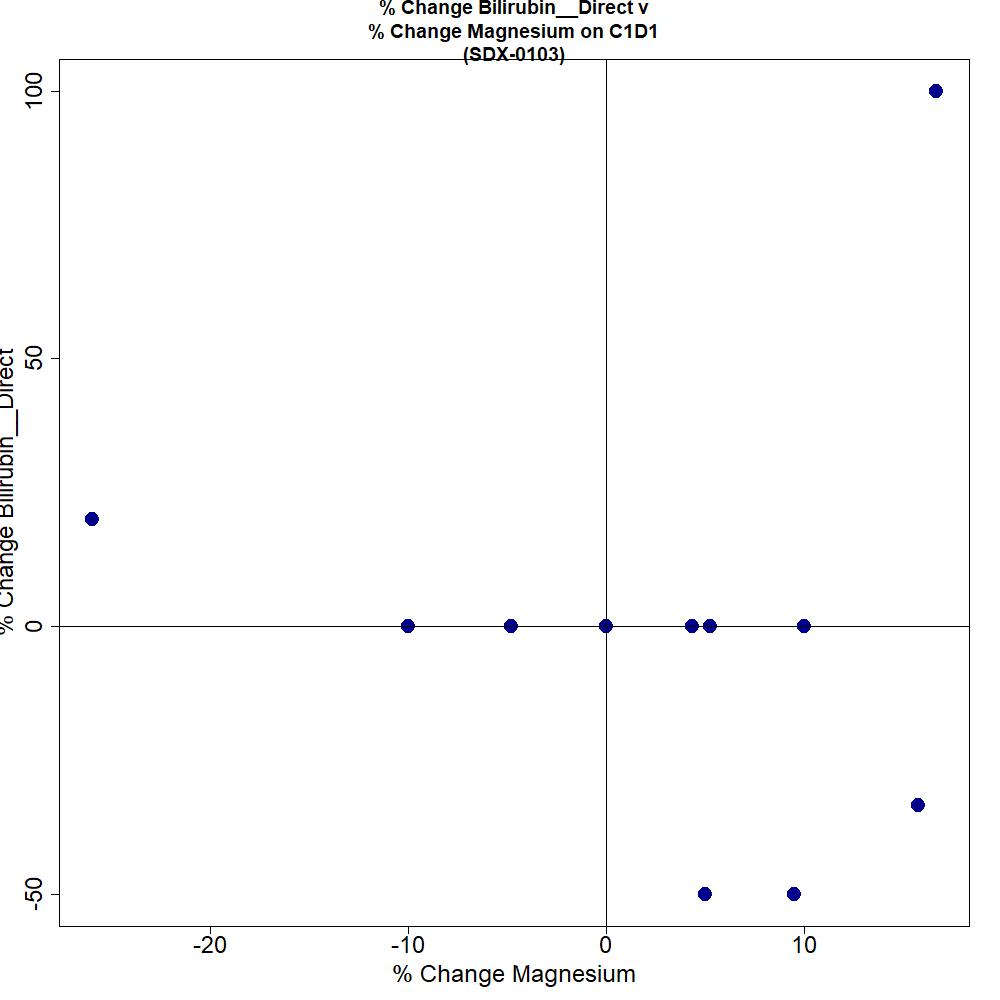 % Change Bilirubin__Direct v
% Change Magnesium on C1D1
(SDX-0103)
100
50
0
-50
% Change Bilirubin__Direct
-20
-10
0
10
% Change Magnesium